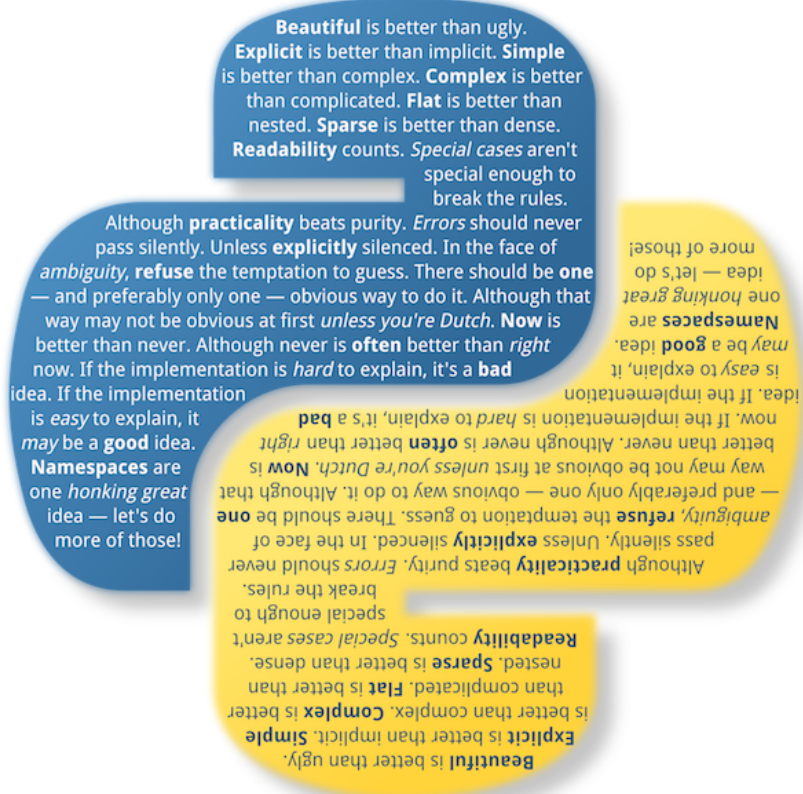 Beautiful is better than ugly.
Explicit is better than implicit. Simple
is better than complex. Complex is better
than complicated. Flat is better than
nested. Sparse is better than dense.
Readability counts. Special cases aren't
special enough to
break the rules.
Although practicality beats purity. Errors should never
pass silently. Unless explicitly silenced. In the face of
ambiguity, refuse the temptation to guess. There should be one
— and preferably only one — obvious way to do it. Although that
way may not be obvious at first unless you're Dutch. Now is
better than never. Although never is often better than right
now. If the implementation is hard to explain, it's a bad
idea. If the implementation
is easy to explain, it
may be a good idea.
Namespaces are
one honking great
idea — let's do
more of those!
Beautiful is better than ugly.
Explicit is better than implicit. Simple
is better than complex. Complex is better
than complicated. Flat is better than
nested. Sparse is better than dense.
Readability counts. Special cases aren't
special enough to
break the rules.
Although practicality beats purity. Errors should never
pass silently. Unless explicitly silenced. In the face of
ambiguity, refuse the temptation to guess. There should be one
— and preferably only one — obvious way to do it. Although that
way may not be obvious at first unless you're Dutch. Now is
better than never. Although never is often better than right
now. If the implementation is hard to explain, it's a bad
idea. If the implementation
is easy to explain, it
may be a good idea.
Namespaces are
one honking great
idea — let's do
more of those!